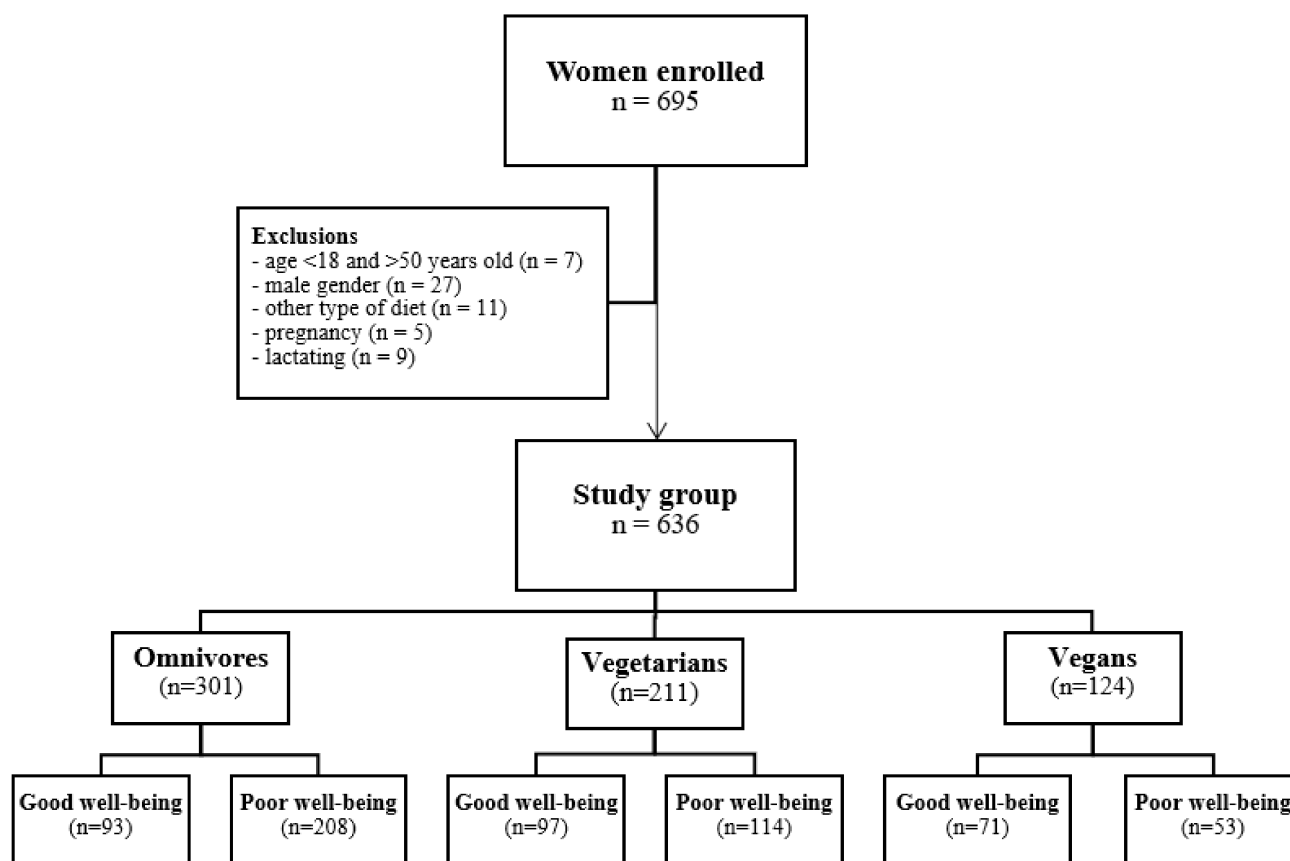 Women enrolled
n = 695
Exclusions
- age <18 and >50 years old (n = 7)
- male gender (n = 27)
- other type of diet (n = 11)
- pregnancy (n = 5)
- lactating (n = 9)
Study group
n = 636
Omnivores
(n=301)
Vegetarians
(n=211)
Vegans
(n=124)
Good well-being
(n=93)
Poor well-being
(n=208)
Good well-being
(n=97)
Poor well-being
(n=114)
Good well-being
(n=71)
Poor well-being
(n=53)